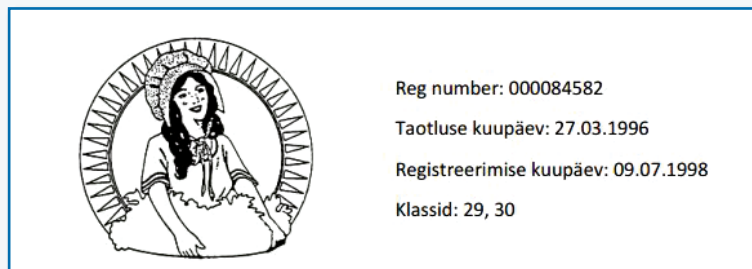 Reg number: 000084582
Taotluse kuupäev: 27.03.1996
Registreerimise kuupäev: 09.07.1998
Klassid: 29, 30